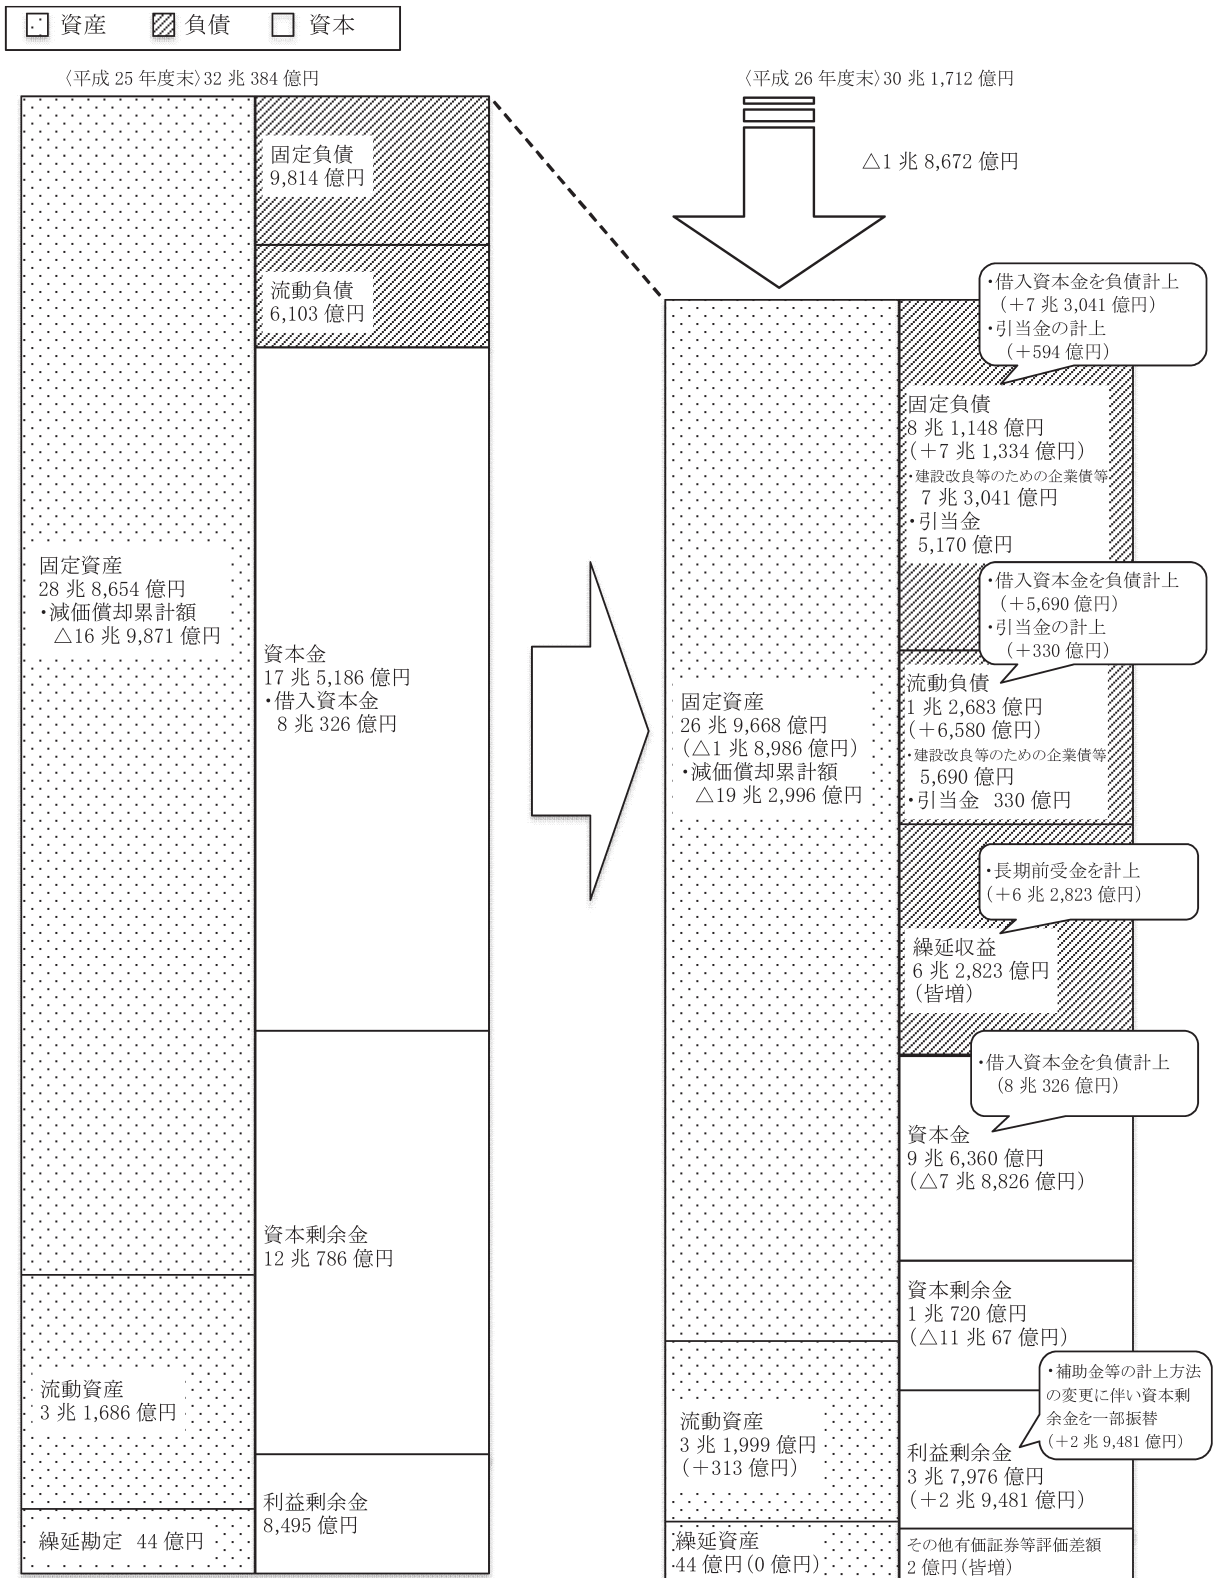 資産 負債 資本
〈平成 25 年度末〉32 兆 384 億円
固定資産
28 兆 8,654 億円
・減価償却累計額
△16 兆 9,871 億円
流動資産
3 兆 1,686 億円
繰延勘定 44 億円
固定負債
9,814 億円
流動負債
6,103 億円
資本金
17 兆 5,186 億円
・借入資本金
8 兆 326 億円
資本剰余金
12 兆 786 億円
利益剰余金
8,495 億円
〈平成 26 年度末〉30 兆 1,712 億円
△1 兆 8,672 億円
固定資産
26 兆 9,668 億円
(△1 兆 8,986 億円)
・減価償却累計額
△19 兆 2,996 億円
流動資産
3 兆 1,999 億円
(+313 億円)
繰延資産
44 億円(0 億円)
・借入資本金を負債計上
(+7 兆 3,041 億円)
・引当金の計上
(+594 億円)
固定負債
8 兆 1,148 億円
(+7 兆 1,334 億円)
・建設改良等のための企業債等
7 兆 3,041 億円
・引当金
5,170 億円
・借入資本金を負債計上
(+5,690 億円)
・引当金の計上
(+330 億円)
流動負債
1 兆 2,683 億円
(+6,580 億円)
・建設改良等のための企業債等
5,690 億円
・引当金 330 億円
・長期前受金を計上
(+6 兆 2,823 億円)
繰延収益
6 兆 2,823 億円
(皆増)
・借入資本金を負債計上
(8 兆 326 億円)
資本金
9 兆 6,360 億円
(△7 兆 8,826 億円)
資本剰余金
1 兆 720 億円
(△11 兆 67 億円)
・補助金等の計上方法
の変更に伴い資本剰
余金を一部振替
(+2 兆 9,481 億円)
利益剰余金
3 兆 7,976 億円
(+2 兆 9,481 億円)
その他有価証券等評価差額
2 億円(皆増)